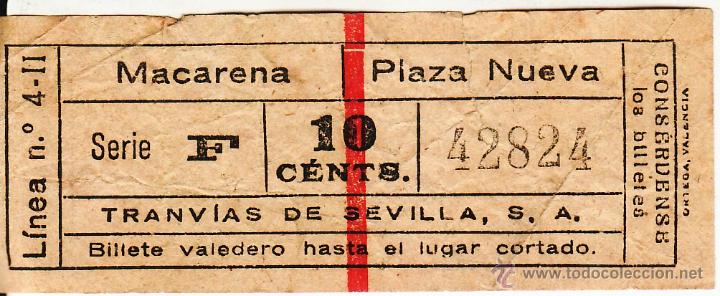 Línea n.º 4-II
Macarena
Plaza Nueva
Serie F
10
CÉNTS.
42824
TRANVÍAS DE SEVILLA, S. A.
Billete valedero hasta el lugar cortado.
CONSÉRUENSE
los billetes
ORTEGA, VALENCIA
© www.todocoleccion.net